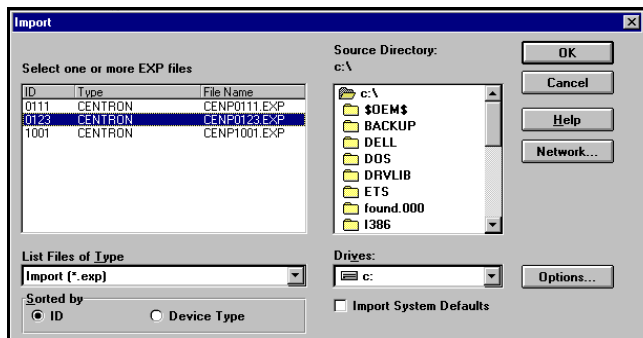 Import
Select one or more EXP files
ID Type File Name
0111 CENTRON CENP0111.EXP
0123 CENTRON CENP0123.EXP
1001 CENTRON CENP1001.EXP
List Files of Type
Import (*.exp)
Sorted by
ID Device Type
Source Directory:
c:\
c:\
$OEM$
BACKUP
DELL
DOS
DRVLIB
ETS
found.000
I386
Drives:
c:
Import System Defaults
OK
Cancel
Help
Network...
Options...